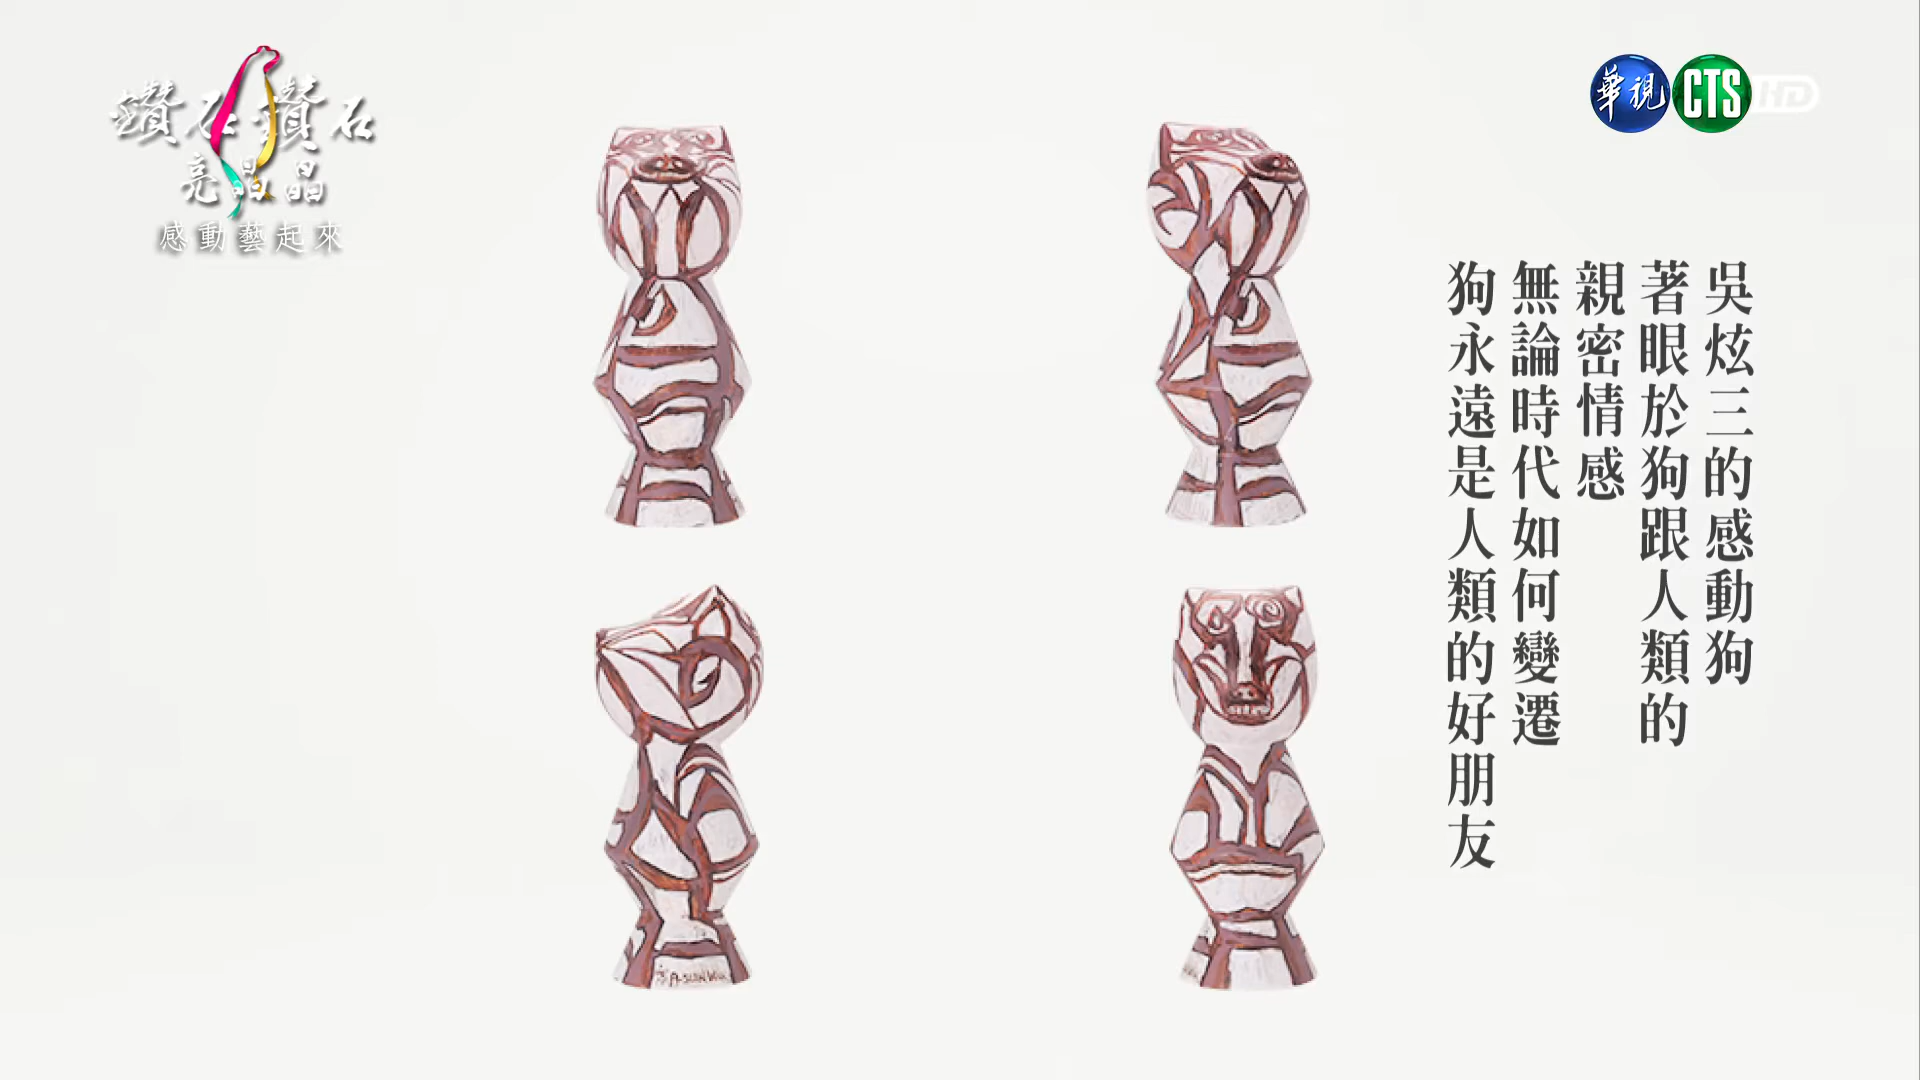 鑽石鑽石
亮晶晶
感動藝起來
華視
CTS
HD
吳炫三的感動狗
著眼於狗跟人類的
親密情感
無論時代如何變遷
狗永遠是人類的好朋友
A-SUN WU